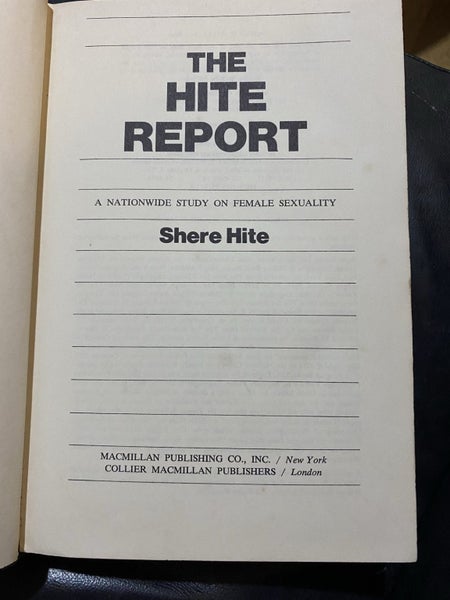 THE
HITE
REPORT
A NATIONWIDE STUDY ON FEMALE SEXUALITY
Shere Hite
MACMILLAN PUBLISHING CO., INC. / New York
COLLIER MACMILLAN PUBLISHERS / London